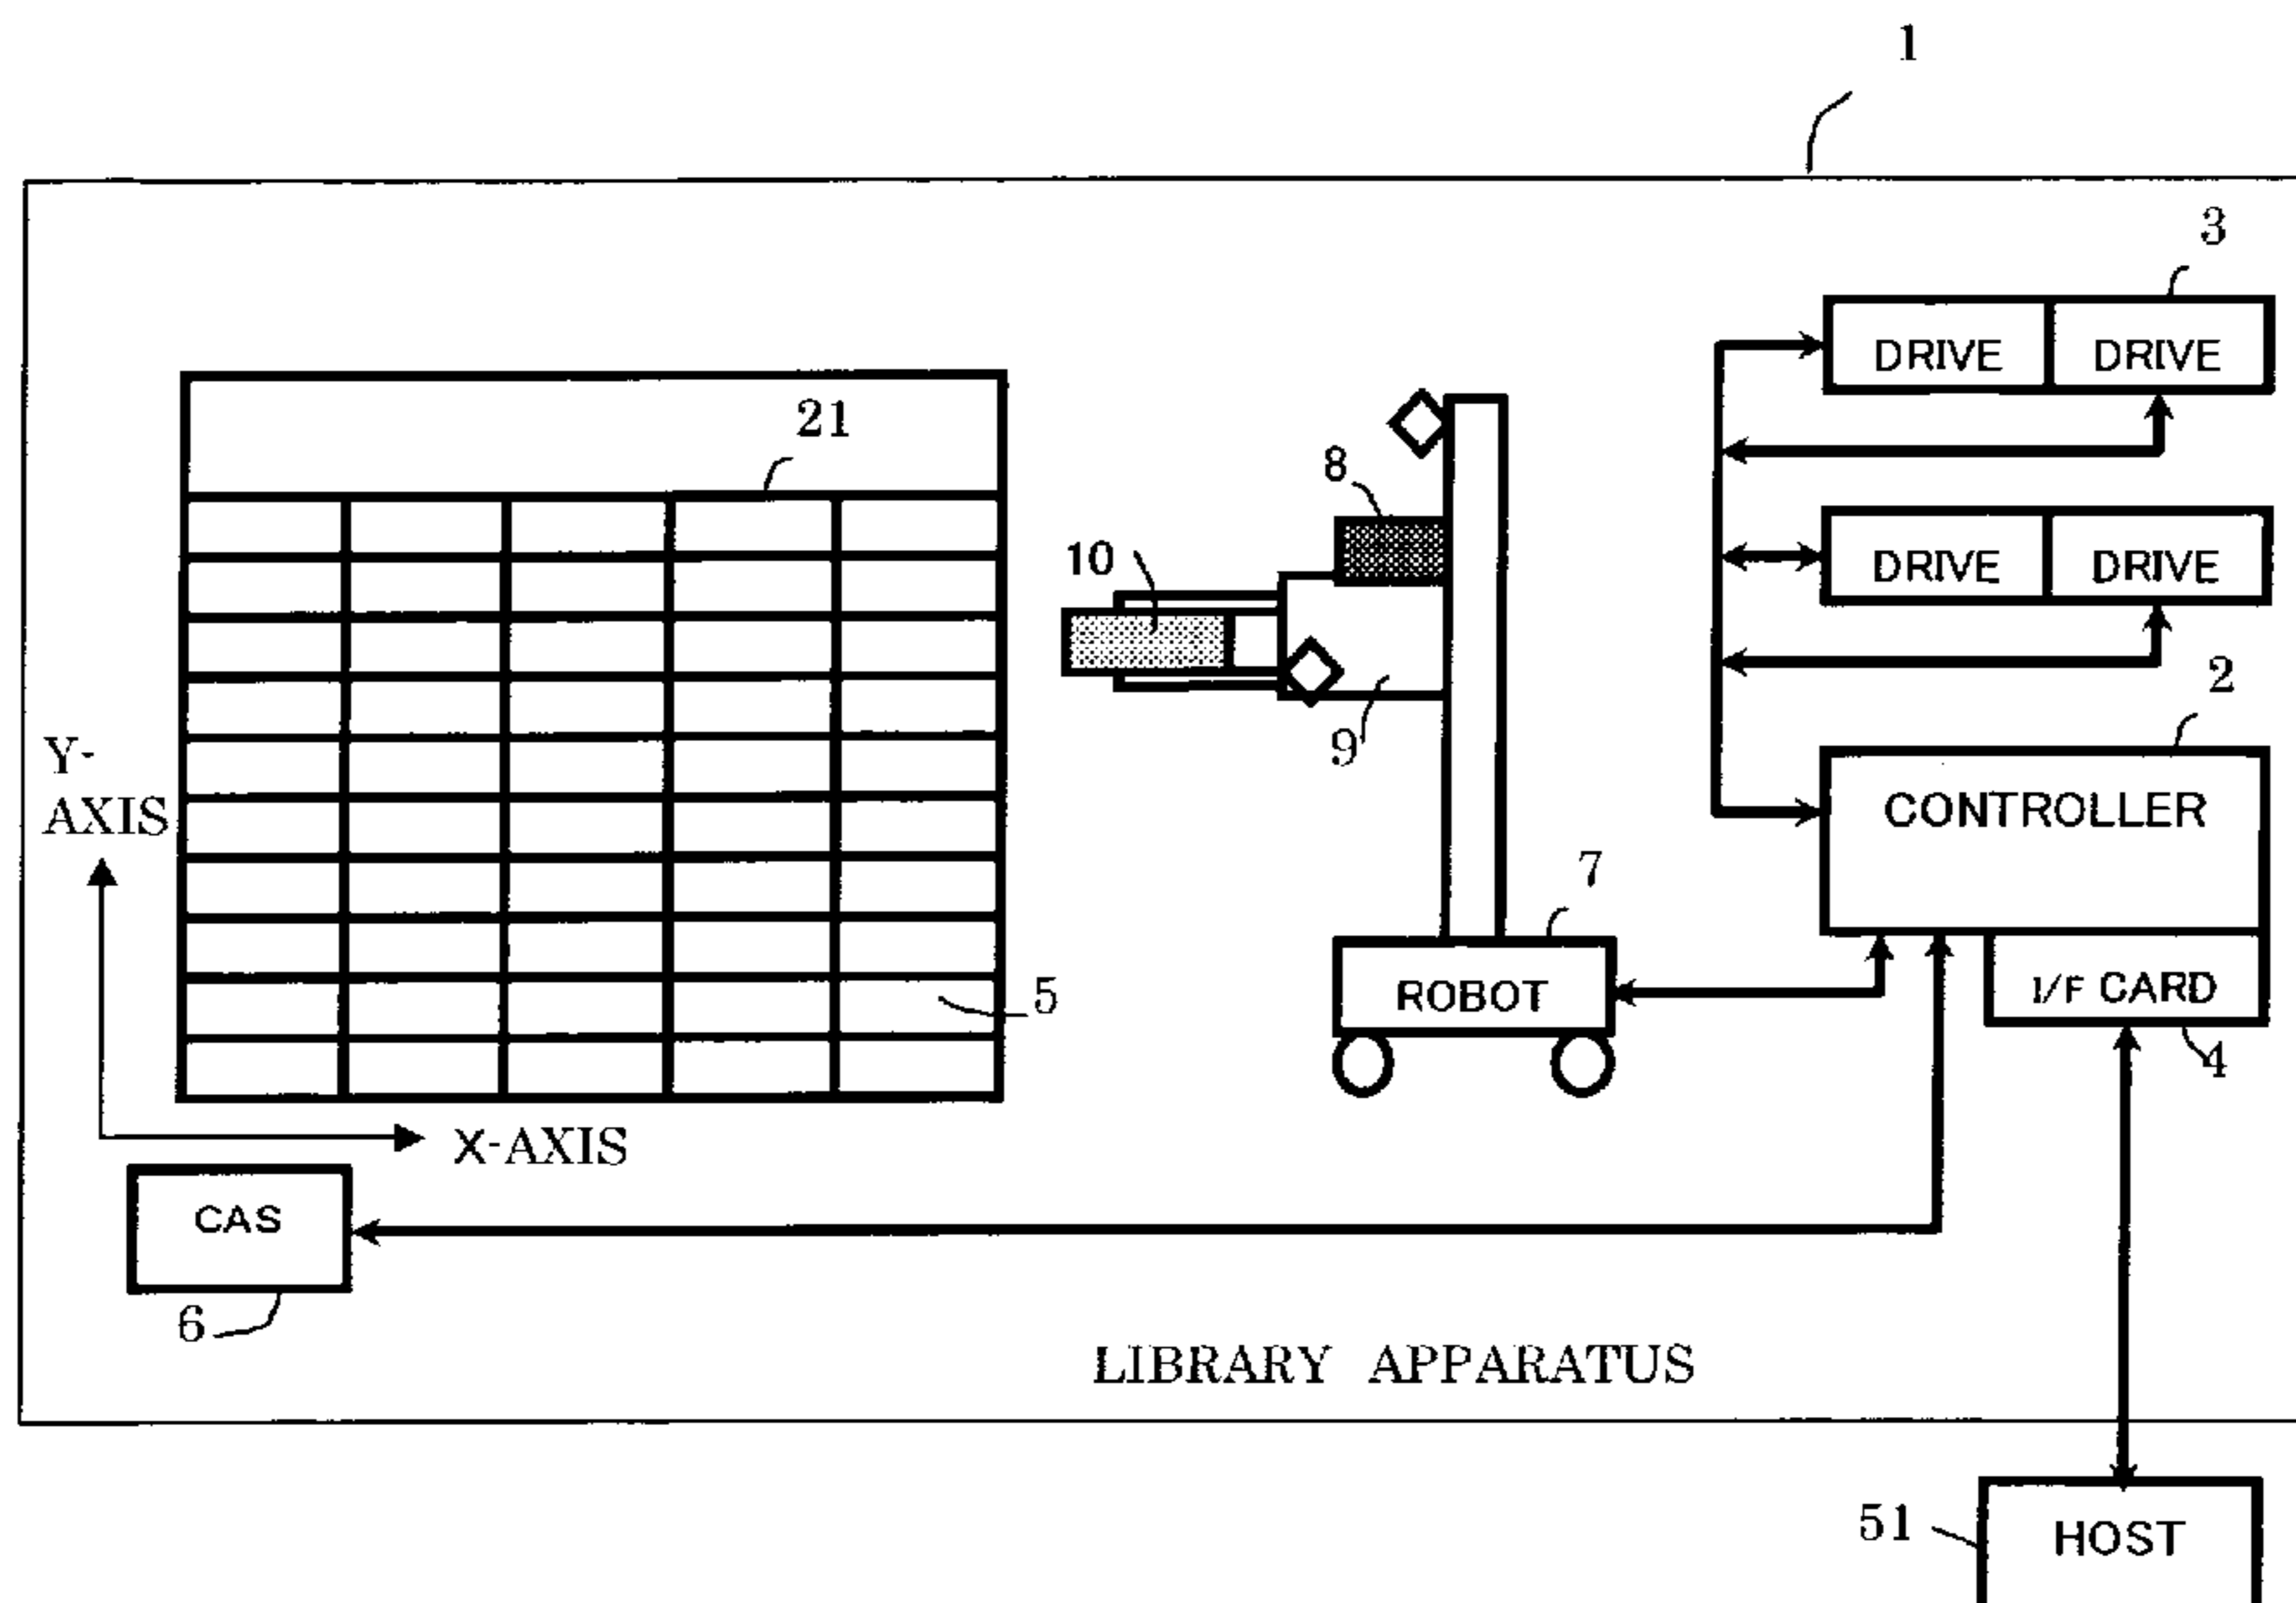 1
3
DRIVE DRIVE
21
8
10
DRIVE DRIVE
2
9
Y-
AXIS
CONTROLLER
7
5
ROBOT
I/F CARD
4
X-AXIS
CAS
6
LIBRARY APPARATUS
51
HOST